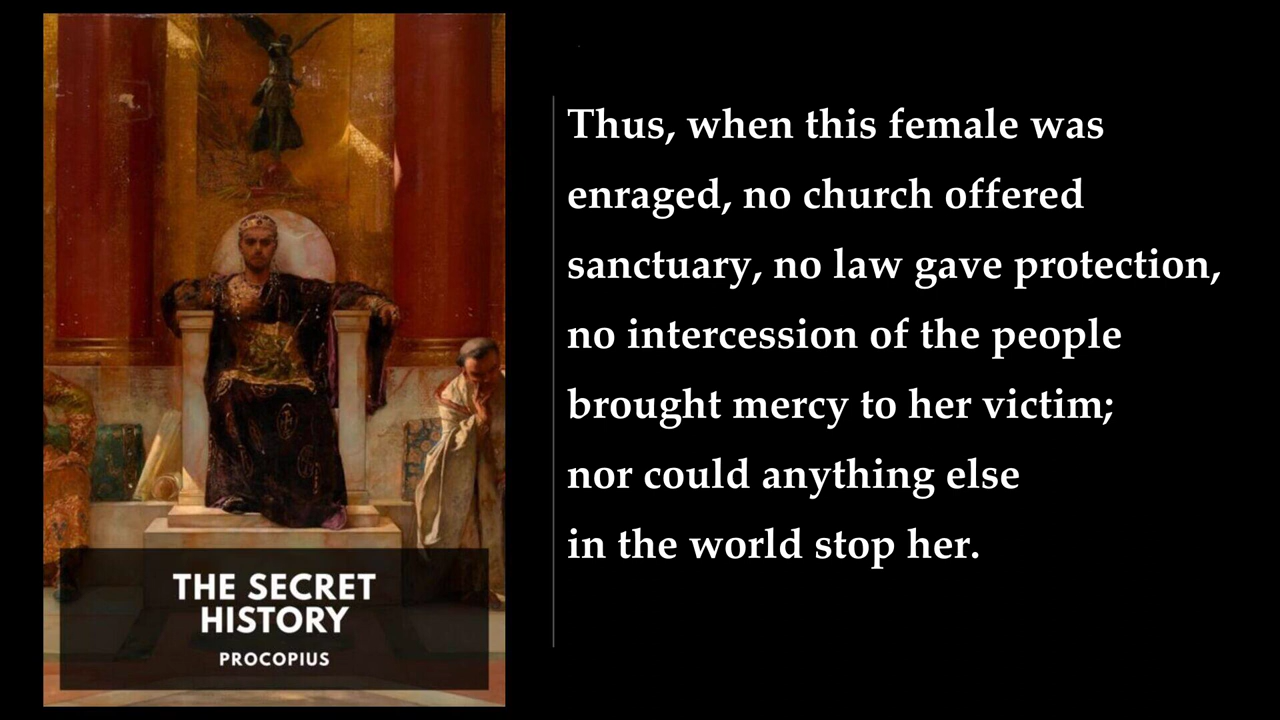 THE SECRET
HISTORY
PROCOPIUS
Thus, when this female was
enraged, no church offered
sanctuary, no law gave protection,
no intercession of the people
brought mercy to her victim;
nor could anything else
in the world stop her.